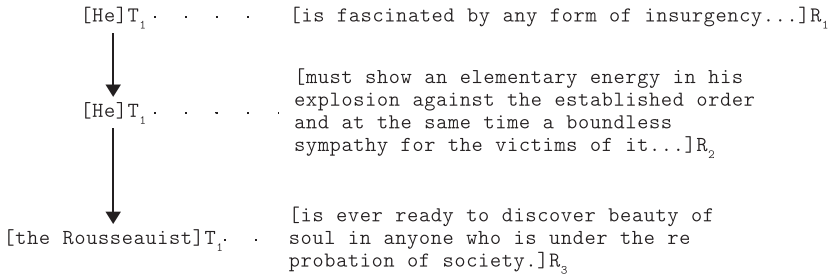 [He]T1 . . . . [is fascinated by any form of insurgency...]R1
[must show an elementary energy in his
explosion against the established order
[He]T1 . . . . . and at the same time a boundless
sympathy for the victims of it...]R2
[is ever ready to discover beauty of
[the Rousseauist]T1 . . soul in anyone who is under the re
probation of society.]R3